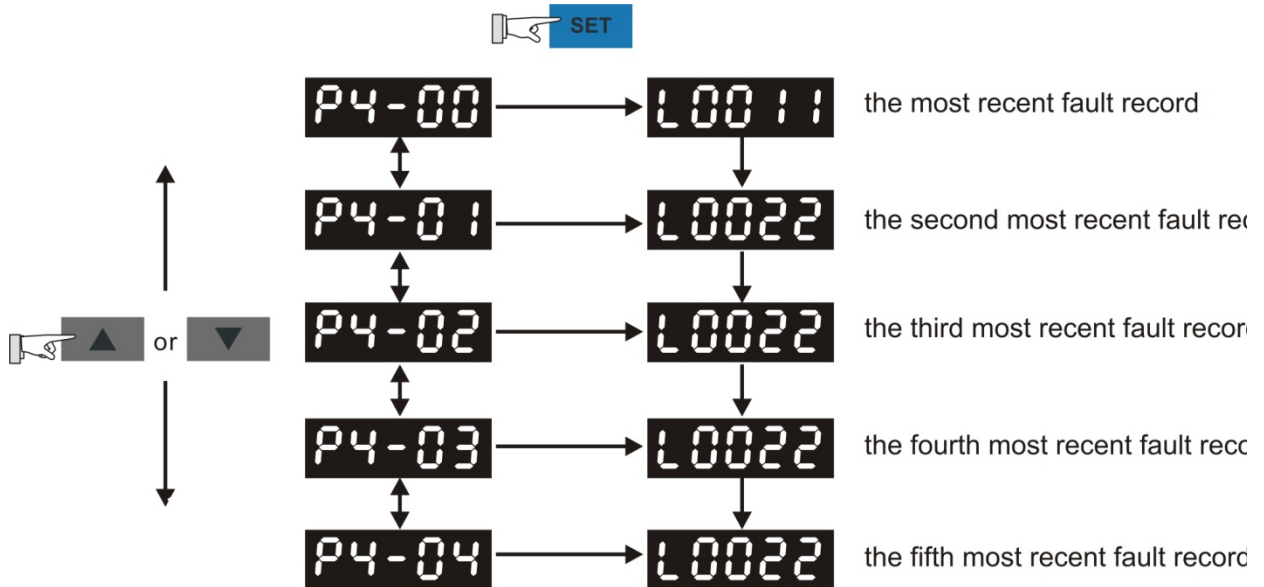 SET
P4-00 L0011 the most recent fault record
P4-01 L0022 the second most recent fault
P4-02 L0022 the third most recent fault
or
P4-03 L0022 the fourth most recent fault
P4-04 L0022 the fifth most recent fault record